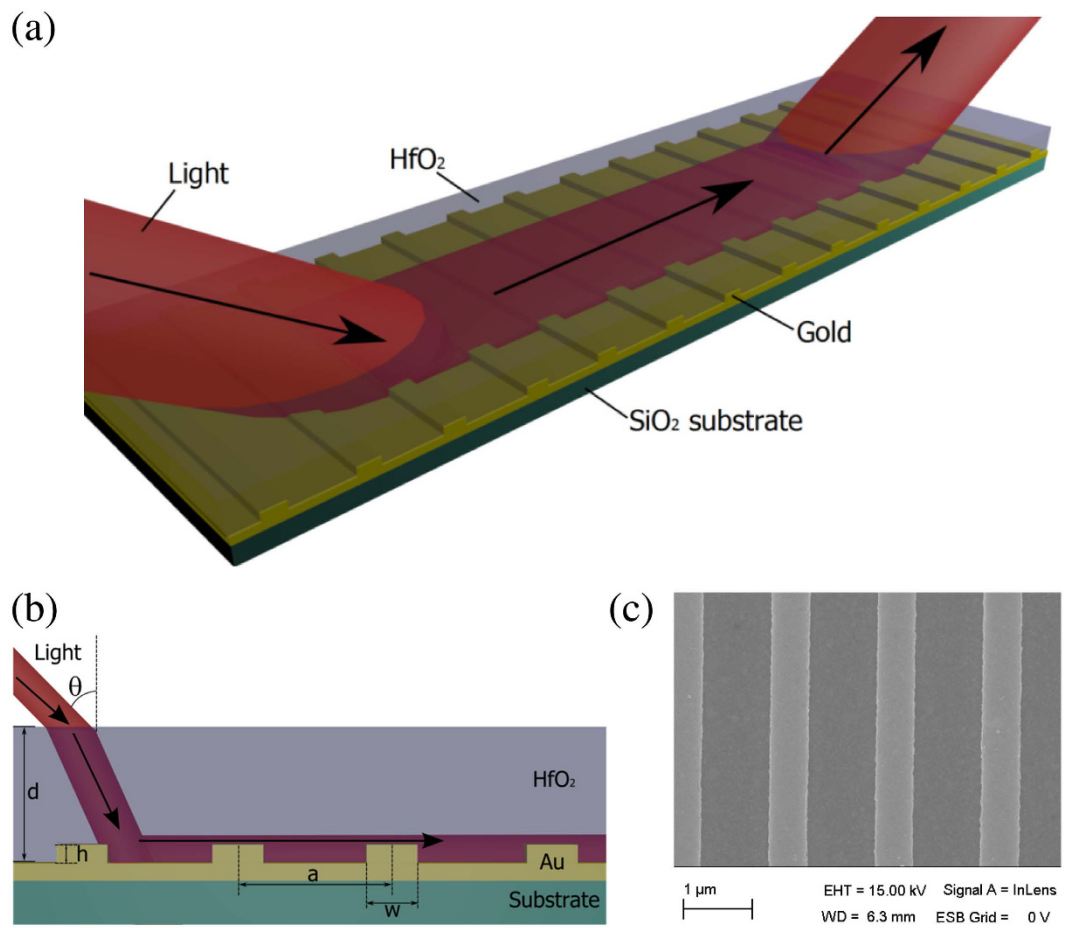 (a)
Light
HfO₂
Gold
SiO₂ substrate
(b)
Light
θ
d
HfO₂
h
a
w
Au
Substrate
(c)
1 µm
EHT = 15.00 kV Signal A = InLens
WD = 6.3 mm ESB Grid = 0 V